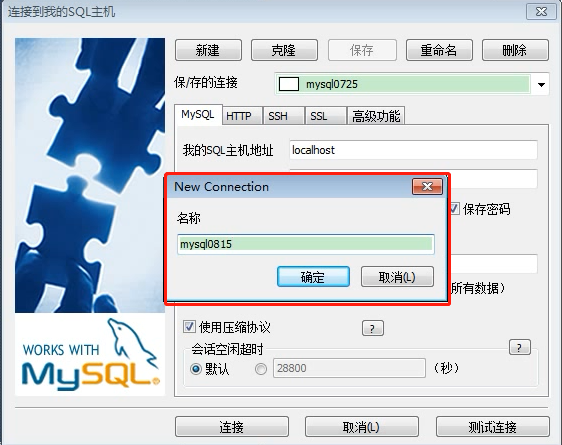 连接到我的SQL主机
新建 克隆 保存 重命名 删除
保/存的连接 mysql0725
MySQL HTTP SSH SSL 高级功能
我的SQL主机地址 localhost
New Connection
保存密码
名称
mysql0815
确定 取消(L)
所有数据）
使用压缩协议 ?
会话空闲超时 ?
默认 28800 （秒）
WORKS WITH
MySQL®
连接 取消(L) 测试连接